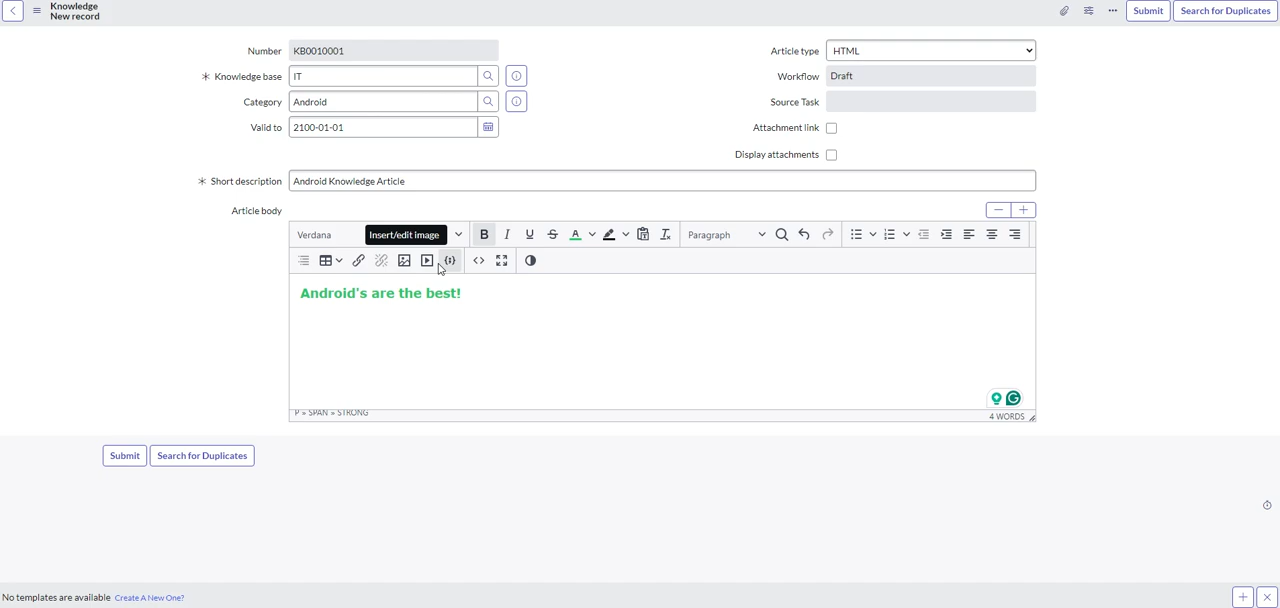 Knowledge
New record
Submit
Search for Duplicates
Number KB0010001
Article type HTML
* Knowledge base IT
Workflow Draft
Category Android
Source Task
Valid to 2100-01-01
Attachment link
Display attachments
* Short description Android Knowledge Article
Article body
Verdana
Insert/edit image
B I U S A
Paragraph
Android's are the best!
P » SPAN » STRONG
4 WORDS
Submit
Search for Duplicates
No templates are available Create A New One?